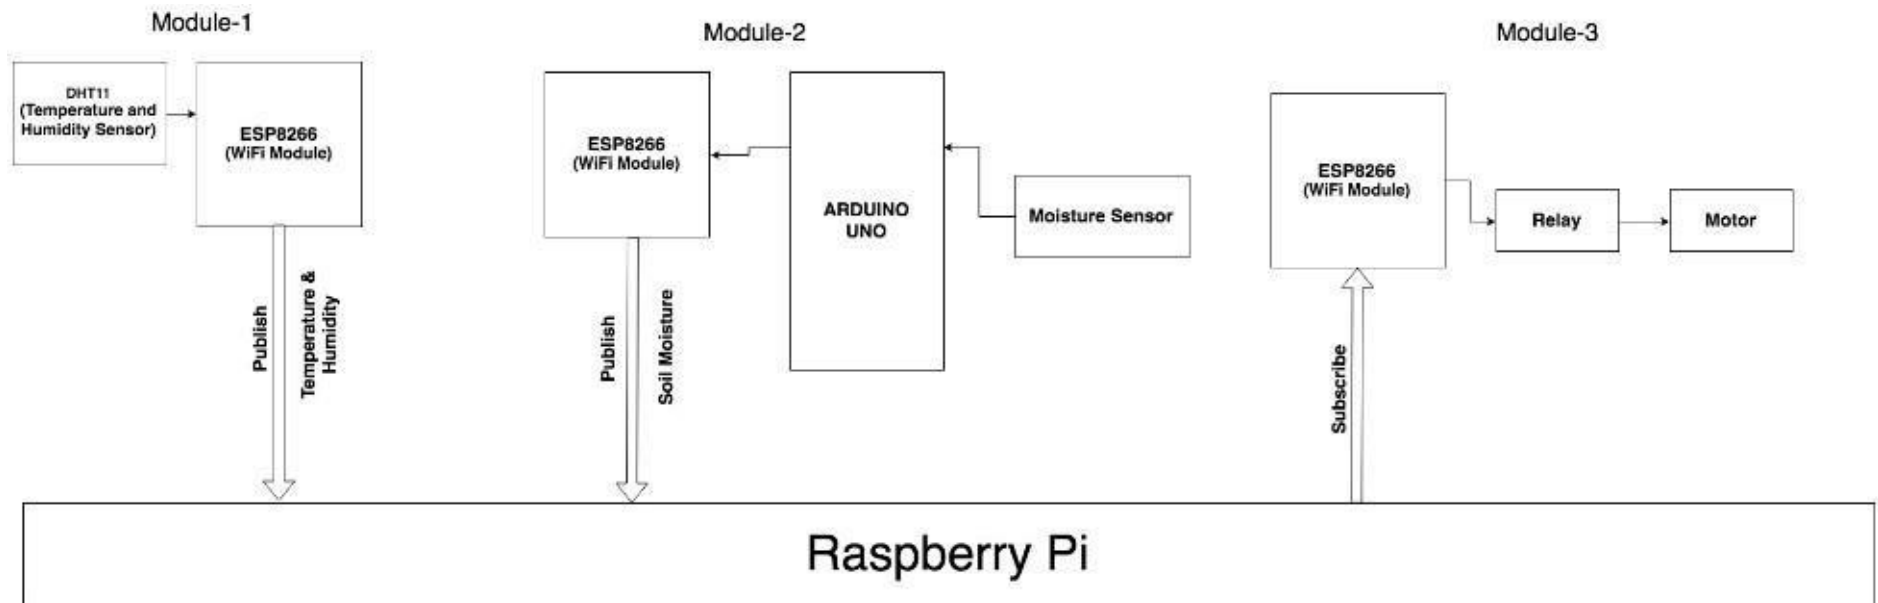 Module-1
DHT11
(Temperature and
Humidity Sensor)
ESP8266
(WiFi Module)
Publish
Temperature &
Humidity
Module-2
ESP8266
(WiFi Module)
ARDUINO
UNO
Moisture Sensor
Publish
Soil Moisture
Module-3
ESP8266
(WiFi Module)
Relay
Motor
Subscribe
Raspberry Pi